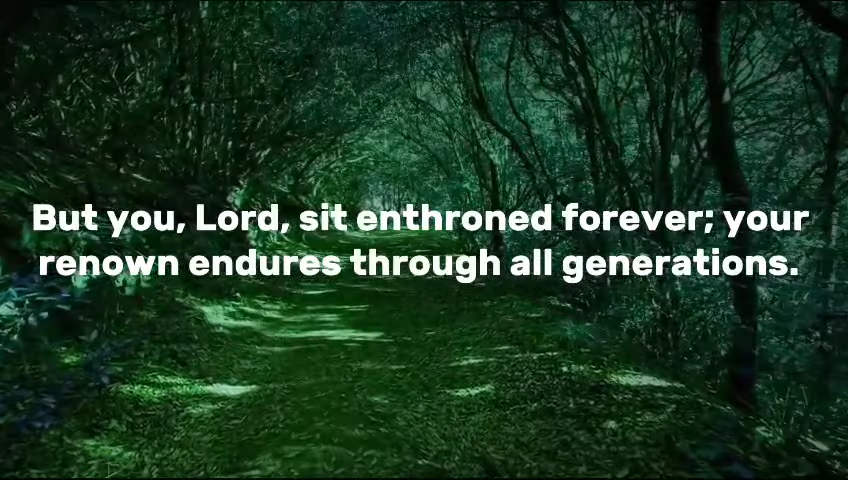 But you, Lord, sit enthroned forever; your
renown endures through all generations.